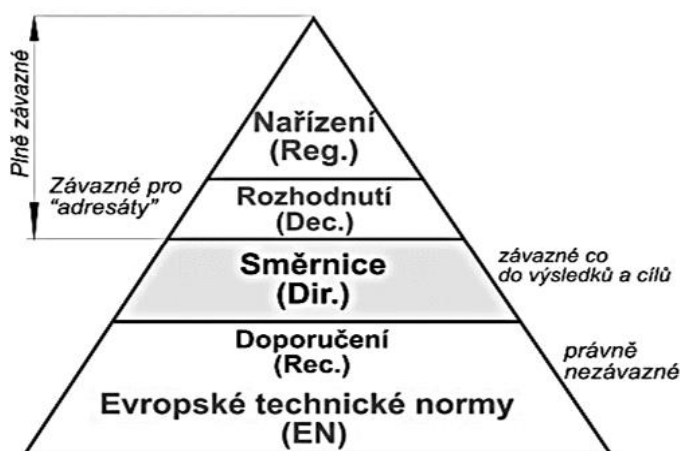 Plně závazné
Nařízení
(Reg.)
Závazné pro
“adresáty”
Rozhodnutí
(Dec.)
Směrnice
(Dir.)
závazné co
do výsledků a cílů
Doporučení
(Rec.)
právně
nezávazné
Evropské technické normy
(EN)